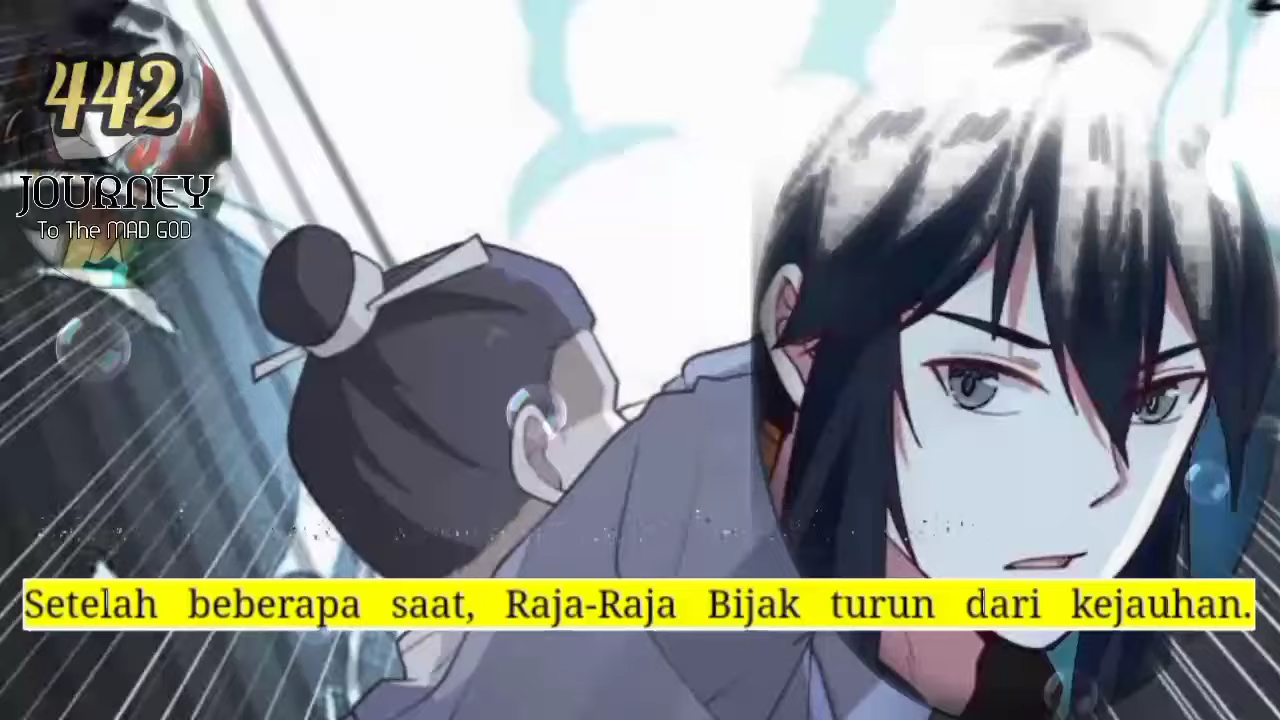 442
JOURNEY
To The MAD GOD
Setelah beberapa saat, Raja-Raja Bijak turun dari kejauhan.